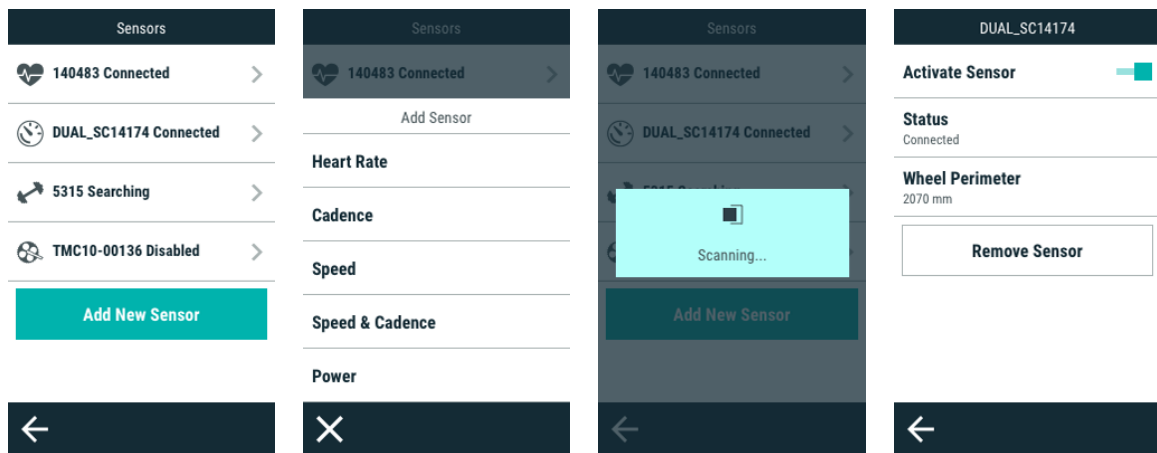 Sensors
140483 Connected
DUAL_SC14174 Connected
5315 Searching
TMC10-00136 Disabled
Add New Sensor
Sensors
140483 Connected
Add Sensor
Heart Rate
Cadence
Speed
Speed & Cadence
Power
Sensors
140483 Connected
DUAL_SC14174 Connected
Scanning...
Add New Sensor
DUAL_SC14174
Activate Sensor
Status
Connected
Wheel Perimeter
2070 mm
Remove Sensor